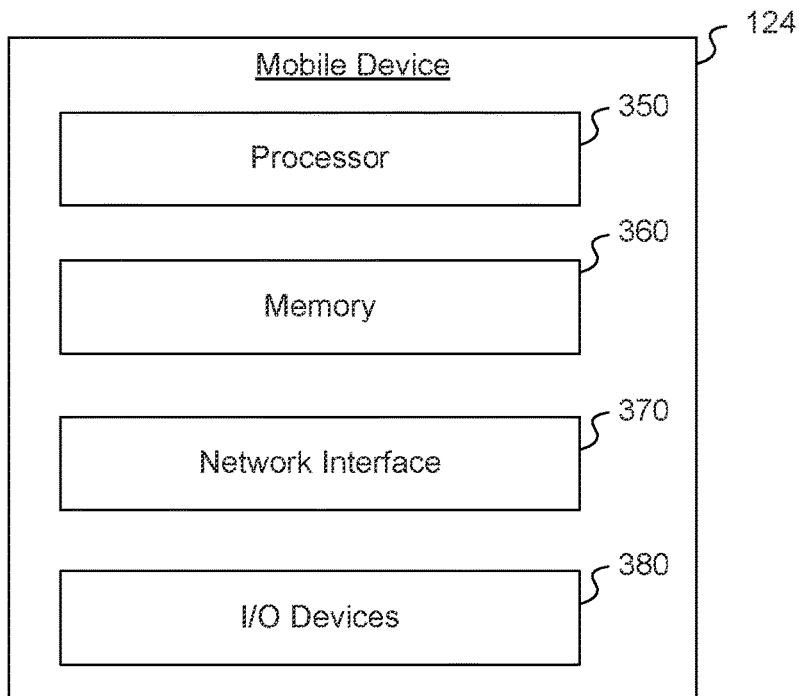 124
Mobile Device
350
Processor
360
Memory
370
Network Interface
380
I/O Devices